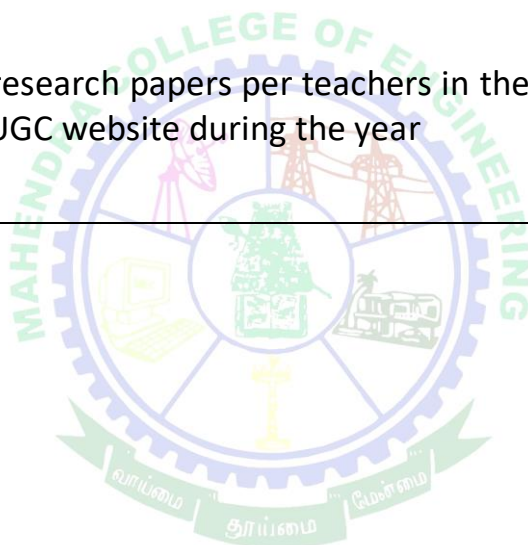 MAHENDRA COLLEGE OF ENGINEERING
research papers per teachers in the
UGC website during the year
வாய்மை
தூய்மை
மேன்மை